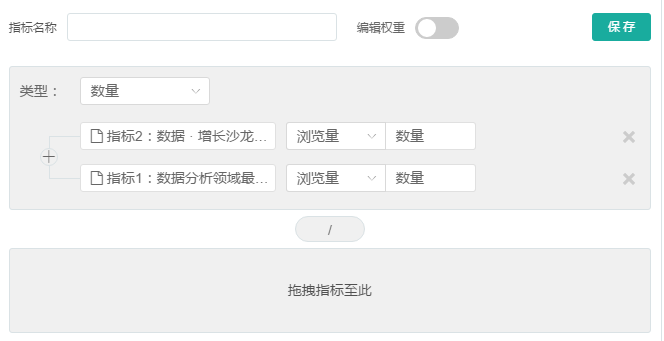 指标名称 编辑权重 保存
类型： 数量
指标2：数据 · 增长沙龙... 浏览量 数量
+
指标1：数据分析领域最... 浏览量 数量
/
拖拽指标至此